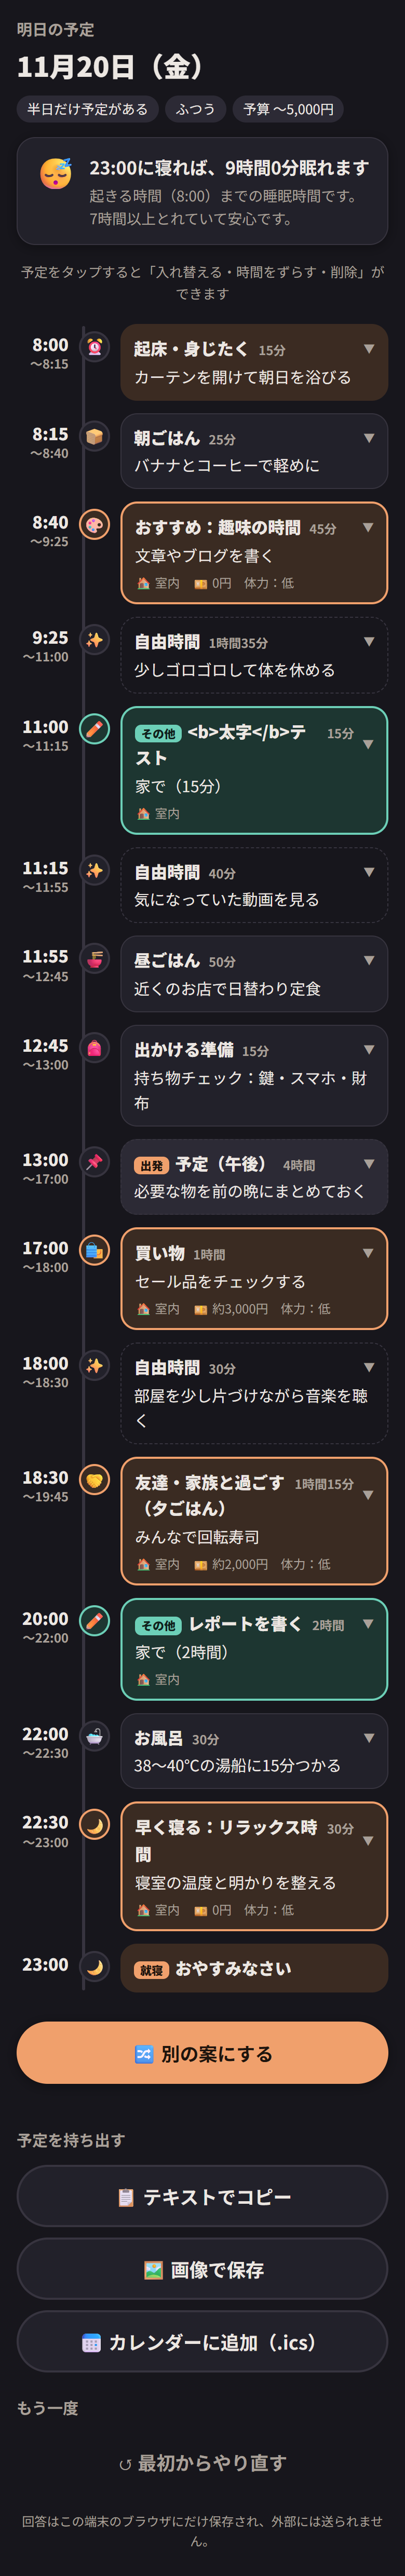 明日の予定
11月20日（金）
半日だけ予定がある ふつう 予算 〜5,000円
23:00に寝れば、9時間0分眠れます
起きる時間（8:00）までの睡眠時間です。
7時間以上とれていて安心です。
予定をタップすると「入れ替える・時間をずらす・削除」が
できます
8:00
〜8:15
起床・身じたく 15分 ▼
カーテンを開けて朝日を浴びる
8:15
〜8:40
朝ごはん 25分 ▼
バナナとコーヒーで軽めに
8:40
〜9:25
おすすめ：趣味の時間 45分 ▼
文章やブログを書く
🏠 室内 🎫 0円 体力：低
9:25
〜11:00
自由時間 1時間35分 ▼
少しゴロゴロして体を休める
11:00
〜11:15
その他 <b>太字</b>テ 15分 ▼
スト
家で（15分）
🏠 室内
11:15
〜11:55
自由時間 40分 ▼
気になっていた動画を見る
11:55
〜12:45
昼ごはん 50分 ▼
近くのお店で日替わり定食
12:45
〜13:00
出かける準備 15分 ▼
持ち物チェック：鍵・スマホ・財
布
13:00
〜17:00
出発 予定（午後） 4時間 ▼
必要な物を前の晩にまとめておく
17:00
〜18:00
買い物 1時間 ▼
セール品をチェックする
🏠 室内 🎫 約3,000円 体力：低
18:00
〜18:30
自由時間 30分 ▼
部屋を少し片づけながら音楽を聴
く
18:30
〜19:45
友達・家族と過ごす 1時間15分 ▼
（夕ごはん）
みんなで回転寿司
🏠 室内 🎫 約2,000円 体力：低
20:00
〜22:00
その他 レポートを書く 2時間 ▼
家で（2時間）
🏠 室内
22:00
〜22:30
お風呂 30分 ▼
38〜40℃の湯船に15分つかる
22:30
〜23:00
早く寝る：リラックス時 30分 ▼
間
寝室の温度と明かりを整える
🏠 室内 🎫 0円 体力：低
23:00
就寝 おやすみなさい
🔀 別の案にする
予定を持ち出す
📋 テキストでコピー
🖼️ 画像で保存
🗓️ カレンダーに追加（.ics）
もう一度
↺ 最初からやり直す
回答はこの端末のブラウザにだけ保存され、外部には送られませ
ん。